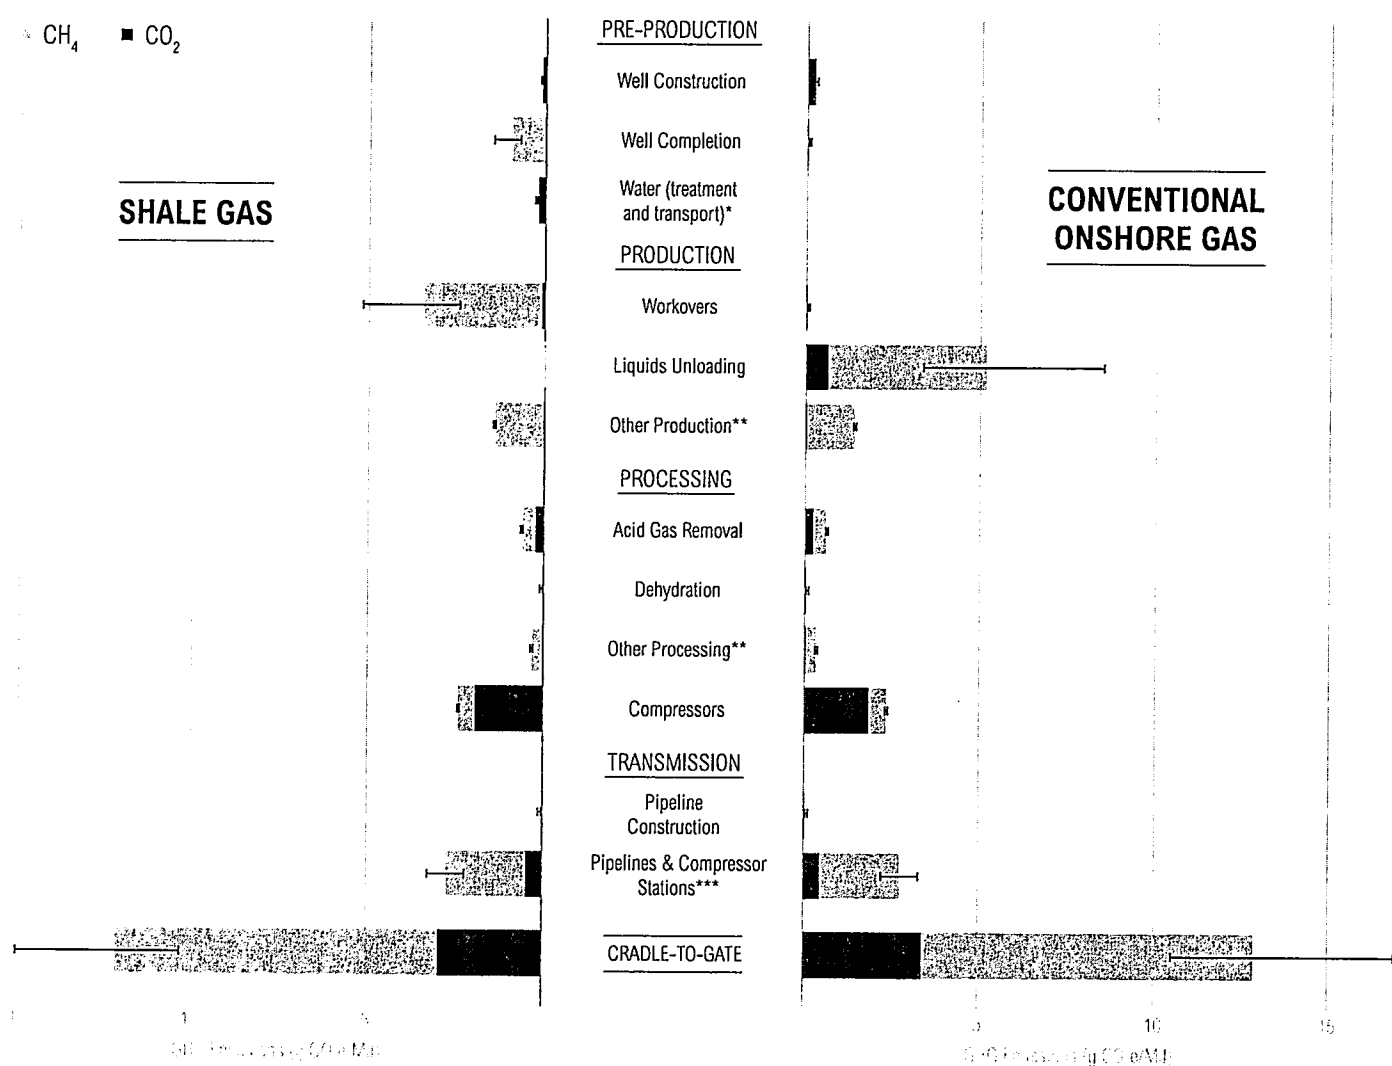 CH4 CO2
PRE-PRODUCTION
Well Construction
Well Completion
SHALE GAS
Water (treatment
and transport)*
CONVENTIONAL
ONSHORE GAS
PRODUCTION
Workovers
Liquids Unloading
Other Production**
PROCESSING
Acid Gas Removal
Dehydration
Other Processing**
Compressors
TRANSMISSION
Pipeline
Construction
Pipelines & Compressor
Stations***
CRADLE-TO-GATE
10 15